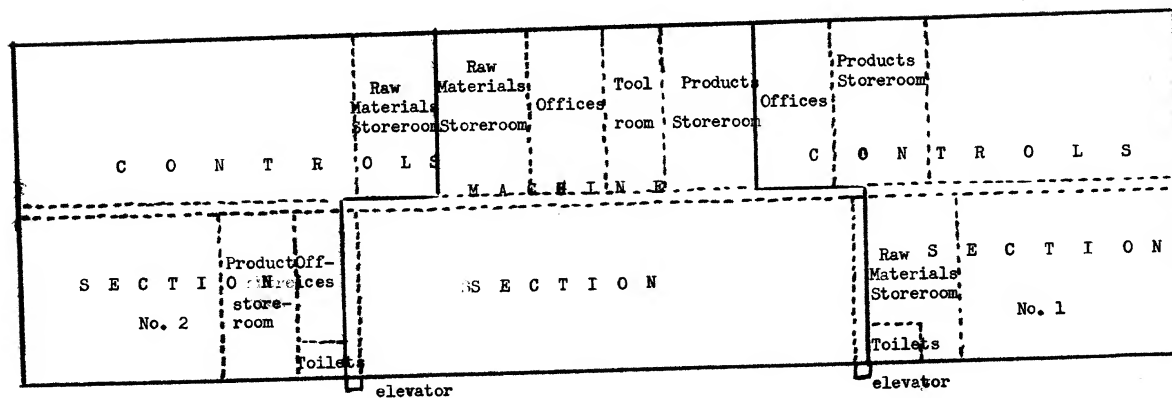 Raw
Materials
Storeroom
Raw
Materials
Storeroom
Offices
Tool
room
Products
Storeroom
Offices
Products
Storeroom
C O N T R O L S
M A C H I N E
C O N T R O L S
S E C T I O N
No. 2
Product
store-
room
Off-
ices
Toilets
S E C T I O N
Raw
Materials
Storeroom
Toilets
S E C T I O N
No. 1
elevator
elevator